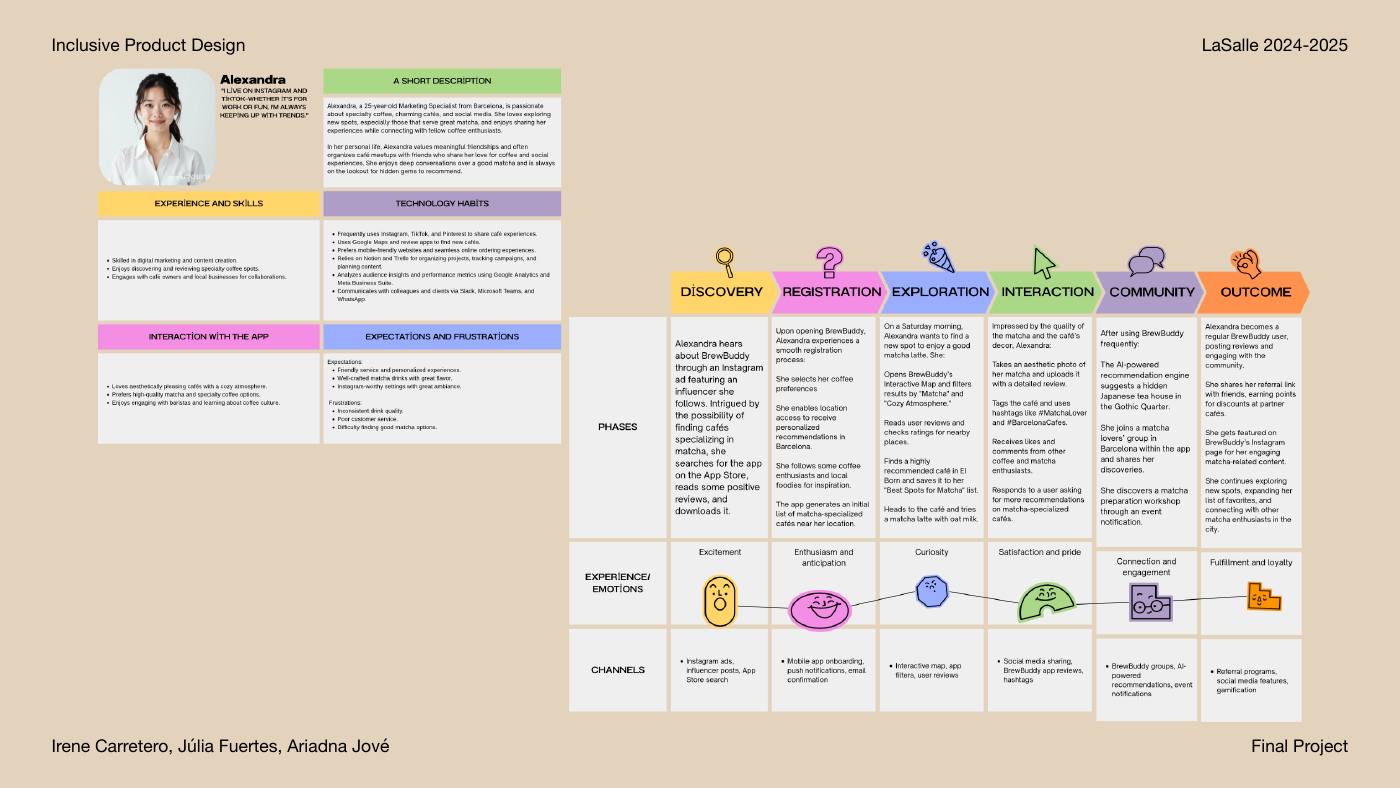 Inclusive Product Design
LaSalle 2024-2025
Alexandra
"I LİVE ON INSTAGRAM AND
TİKTOK—WHETHER İT'S FOR
WORK OR FUN, I'M ALWAYS
KEEPİNG UP WİTH TRENDS."
A SHORT DESCRİPTİON
Alexandra, a 25-year-old Marketing Specialist from Barcelona, is passionate
about specialty coffee, charming cafés, and social media. She loves exploring
new spots, especially those that serve great matcha, and enjoys sharing her
experiences while connecting with fellow coffee enthusiasts.
In her personal life, Alexandra values meaningful friendships and often
organizes café meetups with friends who share her love for coffee and social
experiences. She enjoys deep conversations over a good matcha and is always
on the lookout for hidden gems to recommend.
EXPERİENCE AND SKİLLS
• Skilled in digital marketing and content creation.
• Enjoys discovering and reviewing specialty coffee spots.
• Engages with café owners and local businesses for collaborations.
TECHNOLOGY HABİTS
• Frequently uses Instagram, TikTok, and Pinterest to share café experiences.
• Uses Google Maps and review apps to find new cafés.
• Prefers mobile-friendly websites and seamless online ordering experiences.
• Relies on Notion and Trello for organizing projects, tracking campaigns, and
planning content.
• Analyzes audience insights and performance metrics using Google Analytics and
Meta Business Suite.
• Communicates with colleagues and clients via Slack, Microsoft Teams, and
WhatsApp.
INTERACTİON WİTH THE APP
• Loves aesthetically pleasing cafés with a cozy atmosphere.
• Prefers high-quality matcha and specialty coffee options.
• Enjoys engaging with baristas and learning about coffee culture.
EXPECTATİONS AND FRUSTRATİONS
Expectations:
• Friendly service and personalized experiences.
• Well-crafted matcha drinks with great flavor.
• Instagram-worthy settings with great ambiance.
Frustrations:
• Inconsistent drink quality.
• Poor customer service.
• Difficulty finding good matcha options.
DİSCOVERY
REGISTRATION
EXPLORATION
INTERACTION
COMMUNITY
OUTCOME
PHASES
Alexandra hears
about BrewBuddy
through an Instagram
ad featuring an
influencer she
follows. Intrigued by
the possibility of
finding cafés
specializing in
matcha, she
searches for the app
on the App Store,
reads some positive
reviews, and
downloads it.
Upon opening BrewBuddy,
Alexandra experiences a
smooth registration
process:
She selects her coffee
preferences
She enables location
access to receive
personalized
recommendations in
Barcelona.
She follows some coffee
enthusiasts and local
foodies for inspiration.
The app generates an initial
list of matcha-specialized
cafés near her location.
On a Saturday morning,
Alexandra wants to find a
new spot to enjoy a good
matcha latte. She:
Opens BrewBuddy's
Interactive Map and filters
results by "Matcha" and
"Cozy Atmosphere."
Reads user reviews and
checks ratings for nearby
places.
Finds a highly
recommended café in El
Born and saves it to her
"Best Spots for Matcha" list.
Heads to the café and tries
a matcha latte with oat milk.
Impressed by the quality of
the matcha and the café's
decor, Alexandra:
Takes an aesthetic photo of
her matcha and uploads it
with a detailed review.
Tags the café and uses
hashtags like #MatchaLover
and #BarcelonaCafes.
Receives likes and
comments from other
coffee and matcha
enthusiasts.
Responds to a user asking
for more recommendations
on matcha-specialized
cafés.
After using BrewBuddy
frequently:
The AI-powered
recommendation engine
suggests a hidden
Japanese tea house in
the Gothic Quarter.
She joins a matcha
lovers' group in
Barcelona within the app
and shares her
discoveries.
She discovers a matcha
preparation workshop
through an event
notification.
Alexandra becomes a
regular BrewBuddy user,
posting reviews and
engaging with the
community.
She shares her referral link
with friends, earning points
for discounts at partner
cafés.
She gets featured on
BrewBuddy's Instagram
page for her engaging
matcha-related content.
She continues exploring
new spots, expanding her
list of favorites, and
connecting with other
matcha enthusiasts in the
city.
EXPERİENCE/
EMOTİONS
Excitement
Enthusiasm and
anticipation
Curiosity
Satisfaction and pride
Connection and
engagement
Fulfillment and loyalty
CHANNELS
• Instagram ads,
influencer posts, App
Store search
• Mobile app onboarding,
push notifications, email
confirmation
• Interactive map, app
filters, user reviews
• Social media sharing,
BrewBuddy app reviews,
hashtags
• BrewBuddy groups, AI-
powered
recommendations, event
notifications
• Referral programs,
social media features,
gamification
Irene Carretero, Júlia Fuertes, Ariadna Jové
Final Project